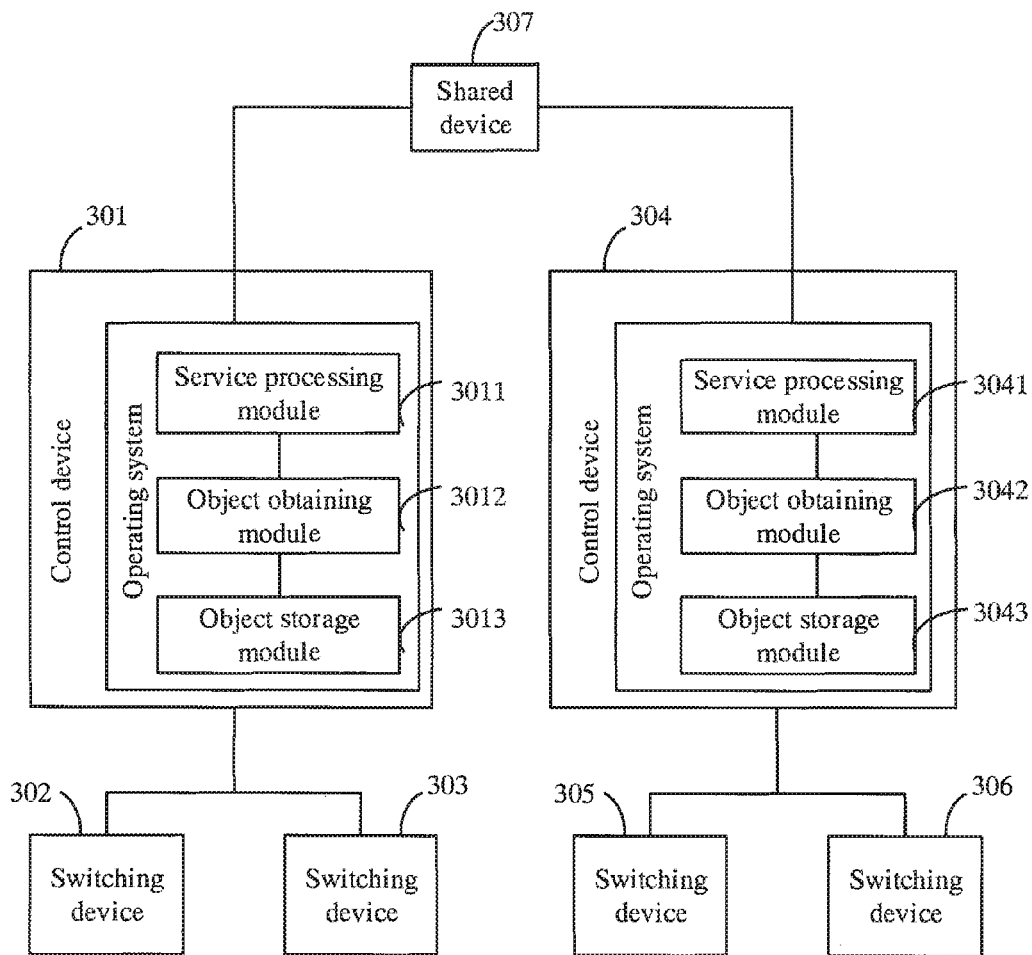 307
Shared
device
301
304
Control device
Operating system
Service processing
module
3011
Object obtaining
module
3012
Object storage
module
3013
Control device
Operating system
Service processing
module
3041
Object obtaining
module
3042
Object storage
module
3043
302
303
305
306
Switching
device
Switching
device
Switching
device
Switching
device